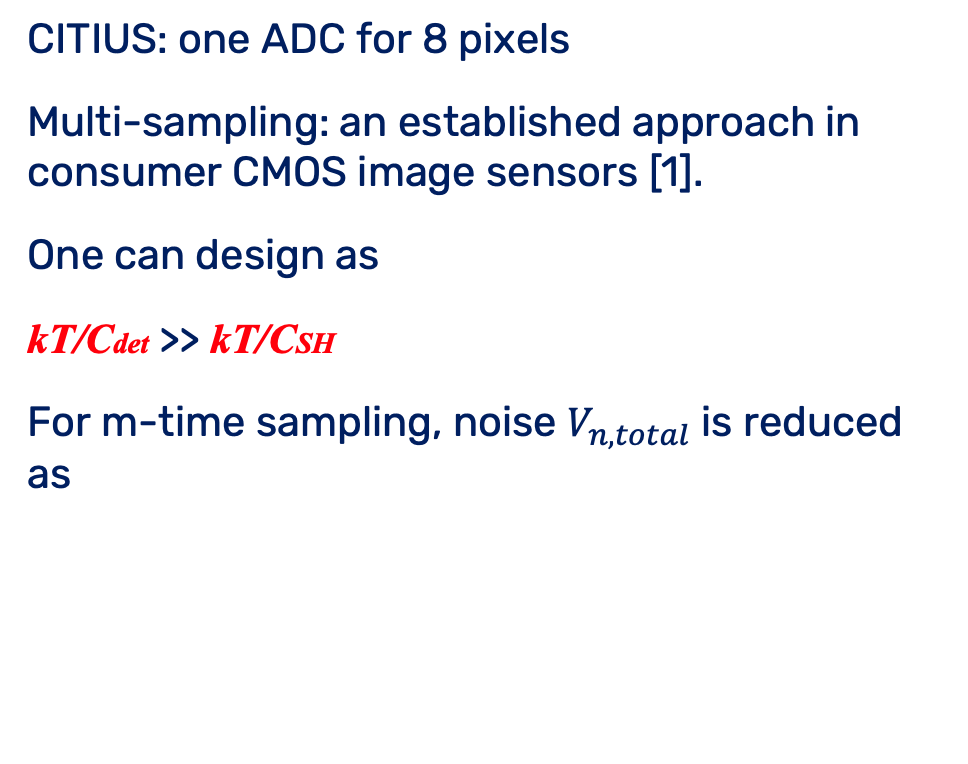 CITIUS: one ADC for 8 pixels
Multi-sampling: an established approach in
consumer CMOS image sensors [1].
One can design as
kT/Cdet >> kT/CSH
For m-time sampling, noise Vn,total is reduced
as